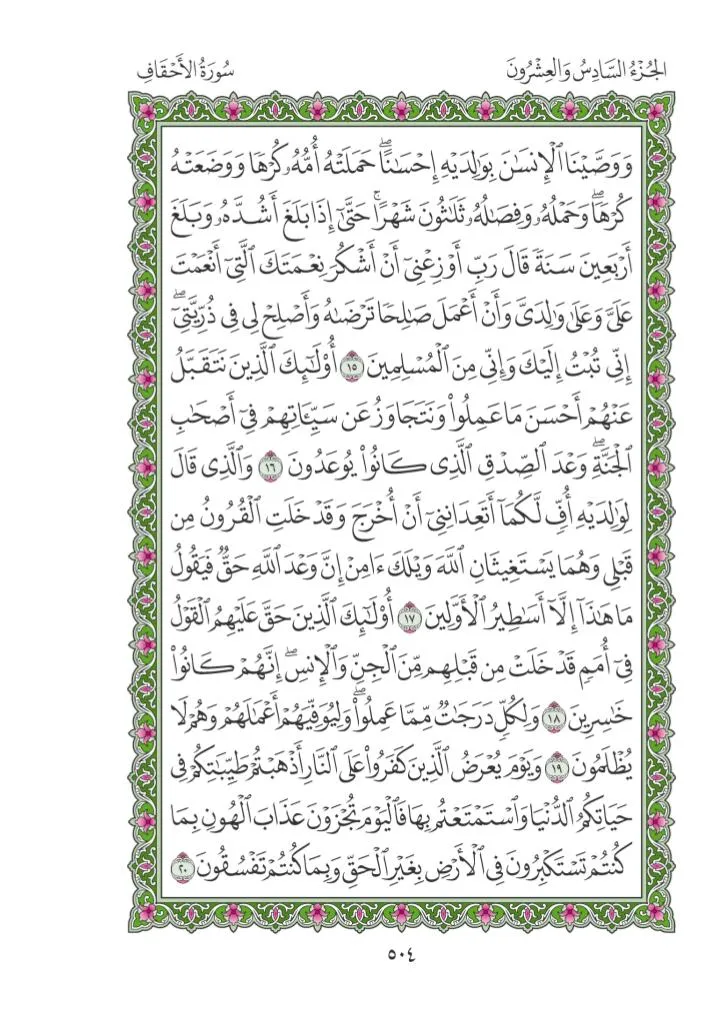 الجُزْءُ السَّادِسُ وَالعِشْرُونَ
سُورَةُ الأَحْقَافِ
وَوَصَّيْنَا ٱلْإِنسَٰنَ بِوَٰلِدَيْهِ إِحْسَٰنًاۖ حَمَلَتْهُ أُمُّهُۥ كُرْهًا وَوَضَعَتْهُ
كُرْهًاۖ وَحَمْلُهُۥ وَفِصَٰلُهُۥ ثَلَٰثُونَ شَهْرًاۚ حَتَّىٰٓ إِذَا بَلَغَ أَشُدَّهُۥ وَبَلَغَ
أَرْبَعِينَ سَنَةً قَالَ رَبِّ أَوْزِعْنِىٓ أَنْ أَشْكُرَ نِعْمَتَكَ ٱلَّتِىٓ أَنْعَمْتَ
عَلَىَّ وَعَلَىٰ وَٰلِدَىَّ وَأَنْ أَعْمَلَ صَٰلِحًا تَرْضَىٰهُ وَأَصْلِحْ لِى فِى ذُرِّيَّتِىٓۖ
إِنِّى تُبْتُ إِلَيْكَ وَإِنِّى مِنَ ٱلْمُسْلِمِينَ ١٥ أُو۟لَٰٓئِكَ ٱلَّذِينَ نَتَقَبَّلُ
عَنْهُمْ أَحْسَنَ مَا عَمِلُوا۟ وَنَتَجَاوَزُ عَن سَيِّـَٔاتِهِمْ فِىٓ أَصْحَٰبِ
ٱلْجَنَّةِۖ وَعْدَ ٱلصِّدْقِ ٱلَّذِى كَانُوا۟ يُوعَدُونَ ١٦ وَٱلَّذِى قَالَ
لِوَٰلِدَيْهِ أُفٍّ لَّكُمَآ أَتَعِدَانِنِىٓ أَنْ أُخْرَجَ وَقَدْ خَلَتِ ٱلْقُرُونُ مِن
قَبْلِى وَهُمَا يَسْتَغِيثَانِ ٱللَّهَ وَيْلَكَ ءَامِنْ إِنَّ وَعْدَ ٱللَّهِ حَقٌّ فَيَقُولُ
مَا هَٰذَآ إِلَّآ أَسَٰطِيرُ ٱلْأَوَّلِينَ ١٧ أُو۟لَٰٓئِكَ ٱلَّذِينَ حَقَّ عَلَيْهِمُ ٱلْقَوْلُ
فِىٓ أُمَمٍ قَدْ خَلَتْ مِن قَبْلِهِم مِّنَ ٱلْجِنِّ وَٱلْإِنسِۖ إِنَّهُمْ كَانُوا۟
خَٰسِرِينَ ١٨ وَلِكُلٍّ دَرَجَٰتٌ مِّمَّا عَمِلُوا۟ۖ وَلِيُوَفِّيَهُمْ أَعْمَٰلَهُمْ وَهُمْ لَا
يُظْلَمُونَ ١٩ وَيَوْمَ يُعْرَضُ ٱلَّذِينَ كَفَرُوا۟ عَلَى ٱلنَّارِ أَذْهَبْتُمْ طَيِّبَٰتِكُمْ فِى
حَيَاتِكُمُ ٱلدُّنْيَا وَٱسْتَمْتَعْتُم بِهَا فَٱلْيَوْمَ تُجْزَوْنَ عَذَابَ ٱلْهُونِ بِمَا
كُنتُمْ تَسْتَكْبِرُونَ فِى ٱلْأَرْضِ بِغَيْرِ ٱلْحَقِّ وَبِمَا كُنتُمْ تَفْسُقُونَ ٢٠
٥٠٤